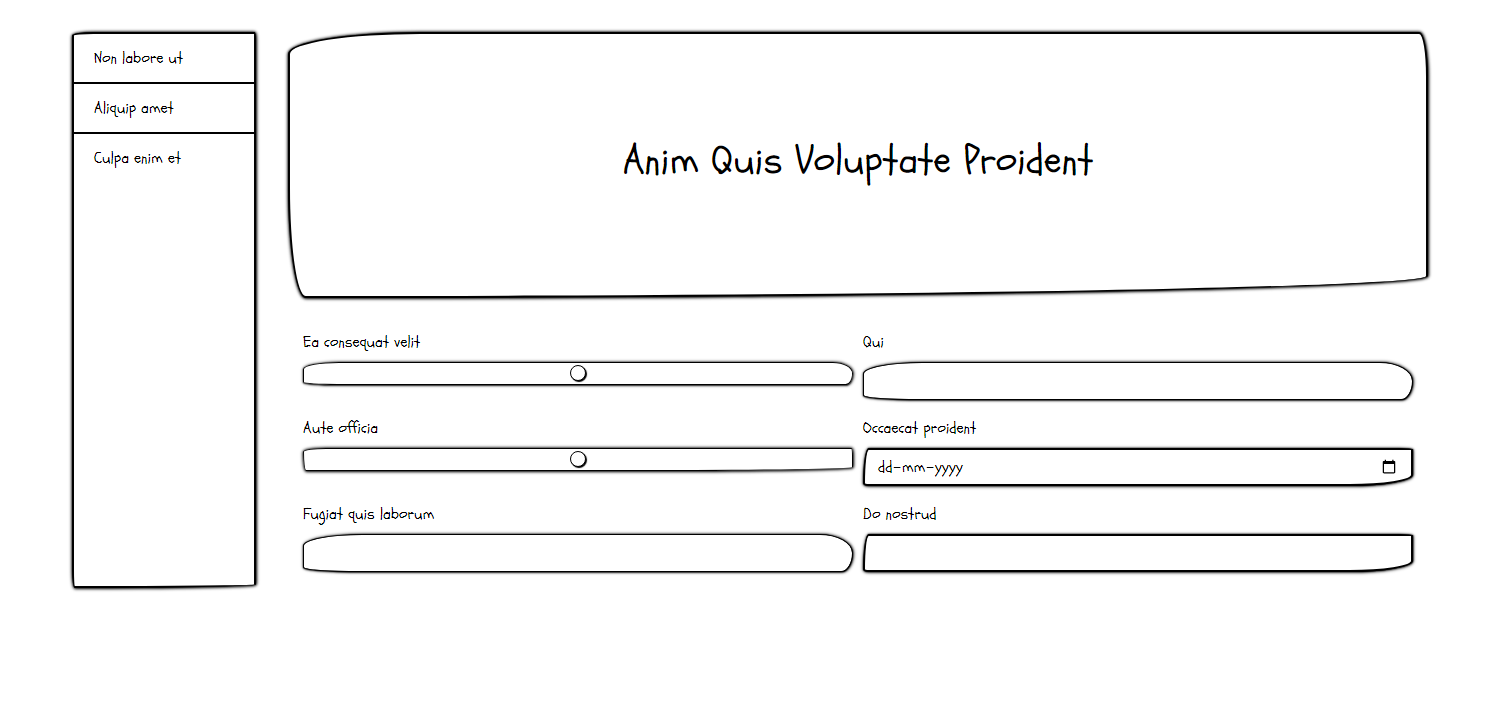 Non labore ut
Aliquip amet
Culpa enim et
Anim Quis Voluptate Proident
Ea consequat velit
Qui
Aute officia
Occaecat proident
dd-mm-yyyy
Fugiat quis laborum
Do nostrud